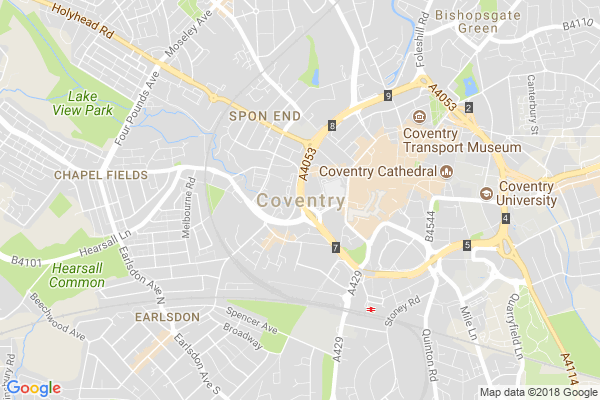 Holyhead Rd
Moseley Ave
Foleshill Rd
Bishopsgate
Green
B4110
Four Pounds Ave
Lake
View Park
SPON END
9
8
A4053
2
Canterbury St
Coventry
Transport Museum
A4053
Coventry Cathedral
CHAPEL FIELDS
Melbourne Rd
Coventry
Coventry
University
B4544
4
Hearsall Ln
B4101
7
5
Hearsall
Common
Earlsdon Ave N
A429
Beechwood Ave
EARLSDON
Spencer Ave
Broadway
Stoney Rd
Mile Ln
Quarryfield Ln
A429
Quinton Rd
Earlsdon Ave S
A4114
nsbury Rd
Google
Map data ©2018 Google